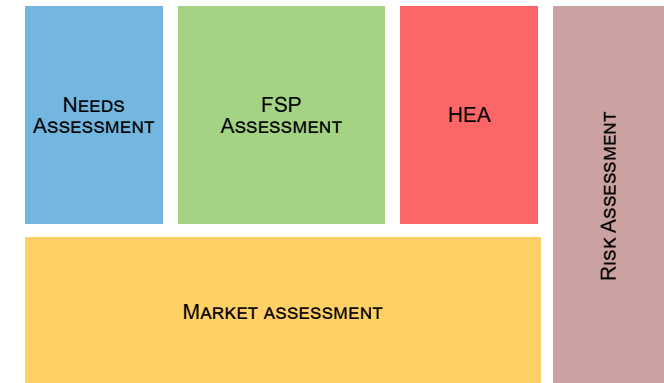 Needs
Assessment
FSP
Assessment
HEA
Risk Assessment
Market assessment